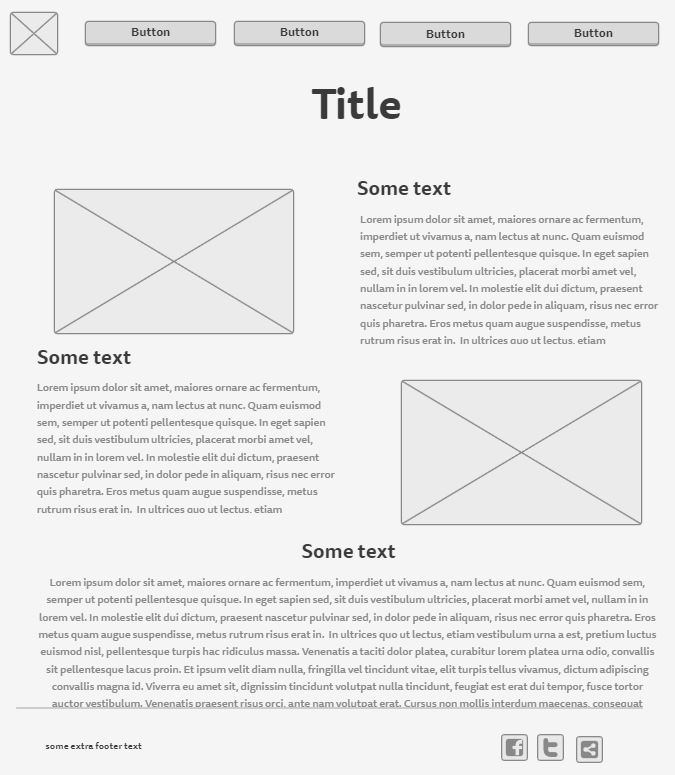 Button
Button
Button
Button
Title
Some text
Lorem ipsum dolor sit amet, maiores ornare ac fermentum,
imperdiet ut vivamus a, nam lectus at nunc. Quam euismod
sem, semper ut potenti pellentesque quisque. In eget sapien
sed, sit duis vestibulum ultricies, placerat morbi amet vel,
nullam in in lorem vel. In molestie elit dui dictum, praesent
nascetur pulvinar sed, in dolor pede in aliquam, risus nec error
quis pharetra. Eros metus quam augue suspendisse, metus
rutrum risus erat in.  In ultrices quo ut lectus, etiam
Some text
Lorem ipsum dolor sit amet, maiores ornare ac fermentum,
imperdiet ut vivamus a, nam lectus at nunc. Quam euismod
sem, semper ut potenti pellentesque quisque. In eget sapien
sed, sit duis vestibulum ultricies, placerat morbi amet vel,
nullam in in lorem vel. In molestie elit dui dictum, praesent
nascetur pulvinar sed, in dolor pede in aliquam, risus nec error
quis pharetra. Eros metus quam augue suspendisse, metus
rutrum risus erat in.  In ultrices quo ut lectus, etiam
Some text
Lorem ipsum dolor sit amet, maiores ornare ac fermentum, imperdiet ut vivamus a, nam lectus at nunc. Quam euismod sem,
semper ut potenti pellentesque quisque. In eget sapien sed, sit duis vestibulum ultricies, placerat morbi amet vel, nullam in in
lorem vel. In molestie elit dui dictum, praesent nascetur pulvinar sed, in dolor pede in aliquam, risus nec error quis pharetra. Eros
metus quam augue suspendisse, metus rutrum risus erat in.  In ultrices quo ut lectus, etiam vestibulum urna a est, pretium luctus
euismod nisl, pellentesque turpis hac ridiculus massa. Venenatis a taciti dolor platea, curabitur lorem platea urna odio, convallis
sit pellentesque lacus proin. Et ipsum velit diam nulla, fringilla vel tincidunt vitae, elit turpis tellus vivamus, dictum adipiscing
convallis magna id. Viverra eu amet sit, dignissim tincidunt volutpat nulla tincidunt, feugiat est erat dui tempor, fusce tortor
auctor vestibulum. Venenatis praesent risus orci, ante nam volutpat erat. Cursus non mollis interdum maecenas, consequat
some extra footer text